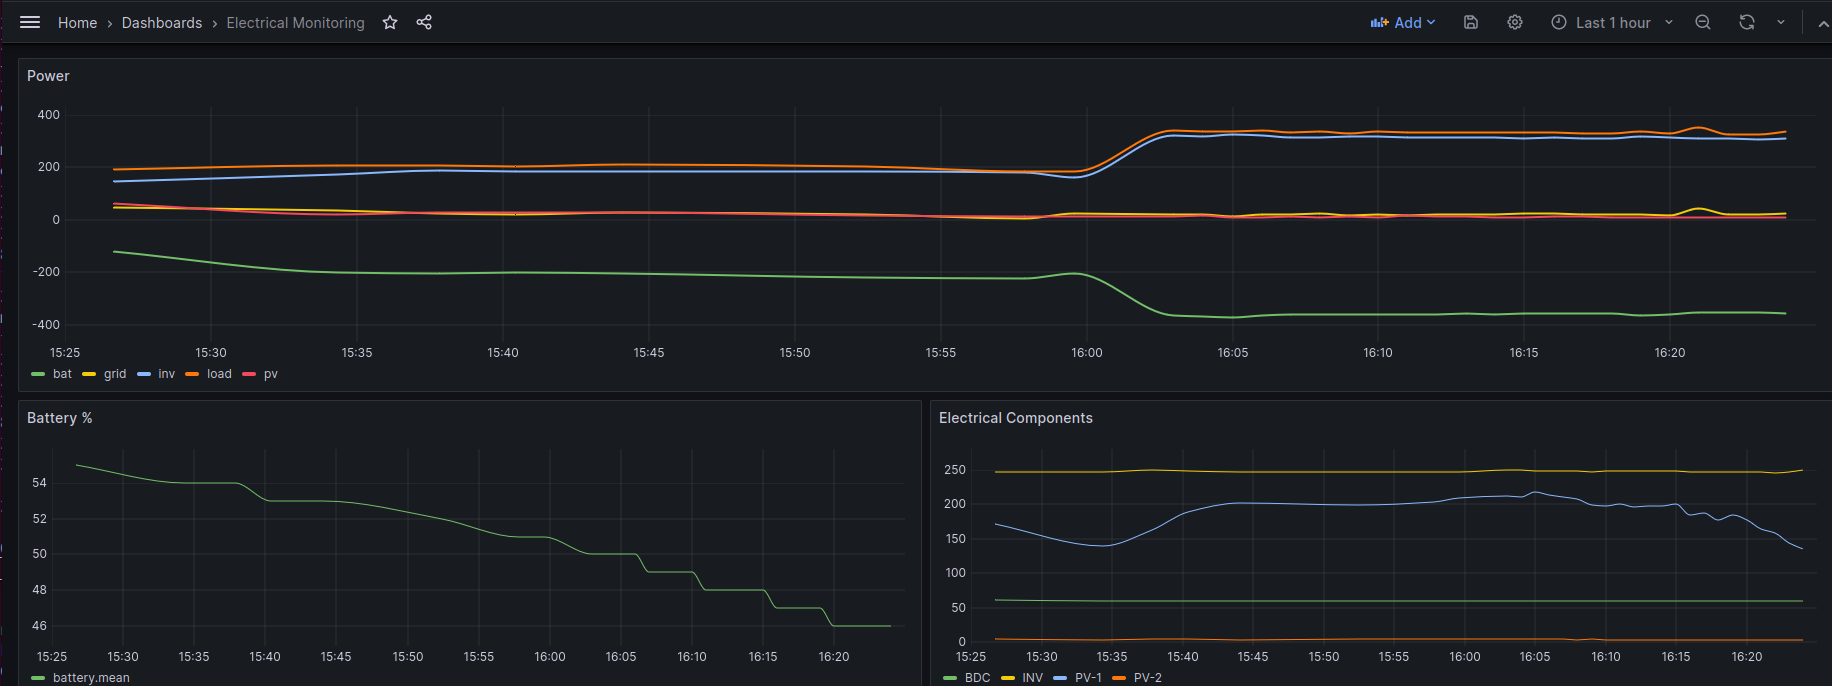 Home › Dashboards › Electrical Monitoring Add Last 1 hour
Power
400
200
0
-200
-400
15:25 15:30 15:35 15:40 15:45 15:50 15:55 16:00 16:05 16:10 16:15 16:20
bat grid inv load pv
Battery %
54
52
50
48
46
15:25 15:30 15:35 15:40 15:45 15:50 15:55 16:00 16:05 16:10 16:15 16:20
battery.mean
Electrical Components
250
200
150
100
50
0
15:25 15:30 15:35 15:40 15:45 15:50 15:55 16:00 16:05 16:10 16:15 16:20
BDC INV PV-1 PV-2